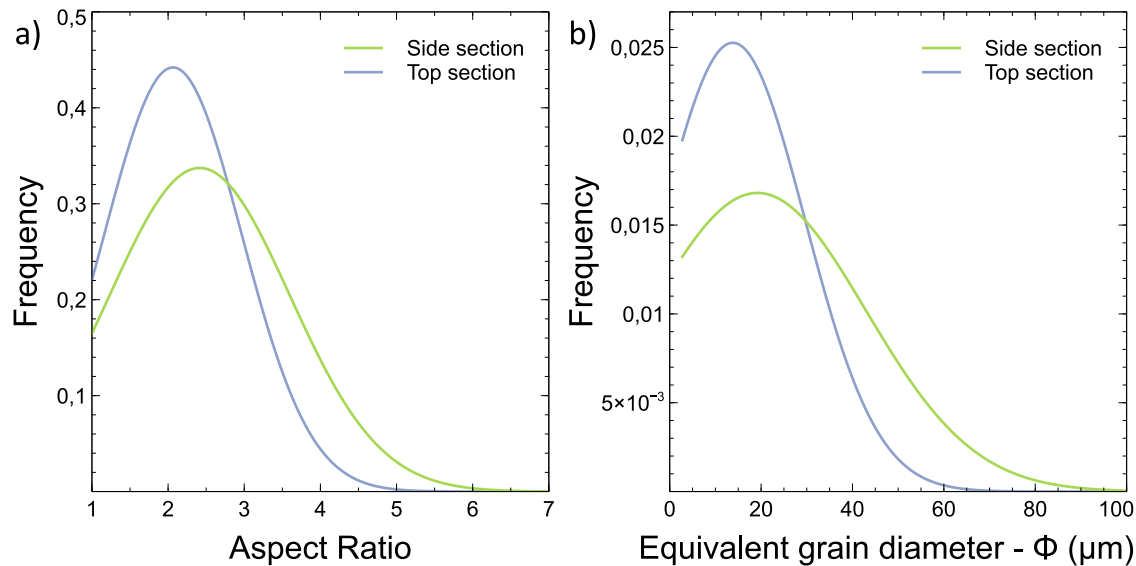 a)
Side section
Top section
0,5
0,4
0,3
0,2
0,1
Frequency
1 2 3 4 5 6 7
Aspect Ratio
b)
Side section
Top section
0,025
0,02
0,015
0,01
5×10⁻³
Frequency
0 20 40 60 80 100
Equivalent grain diameter - Φ (μm)